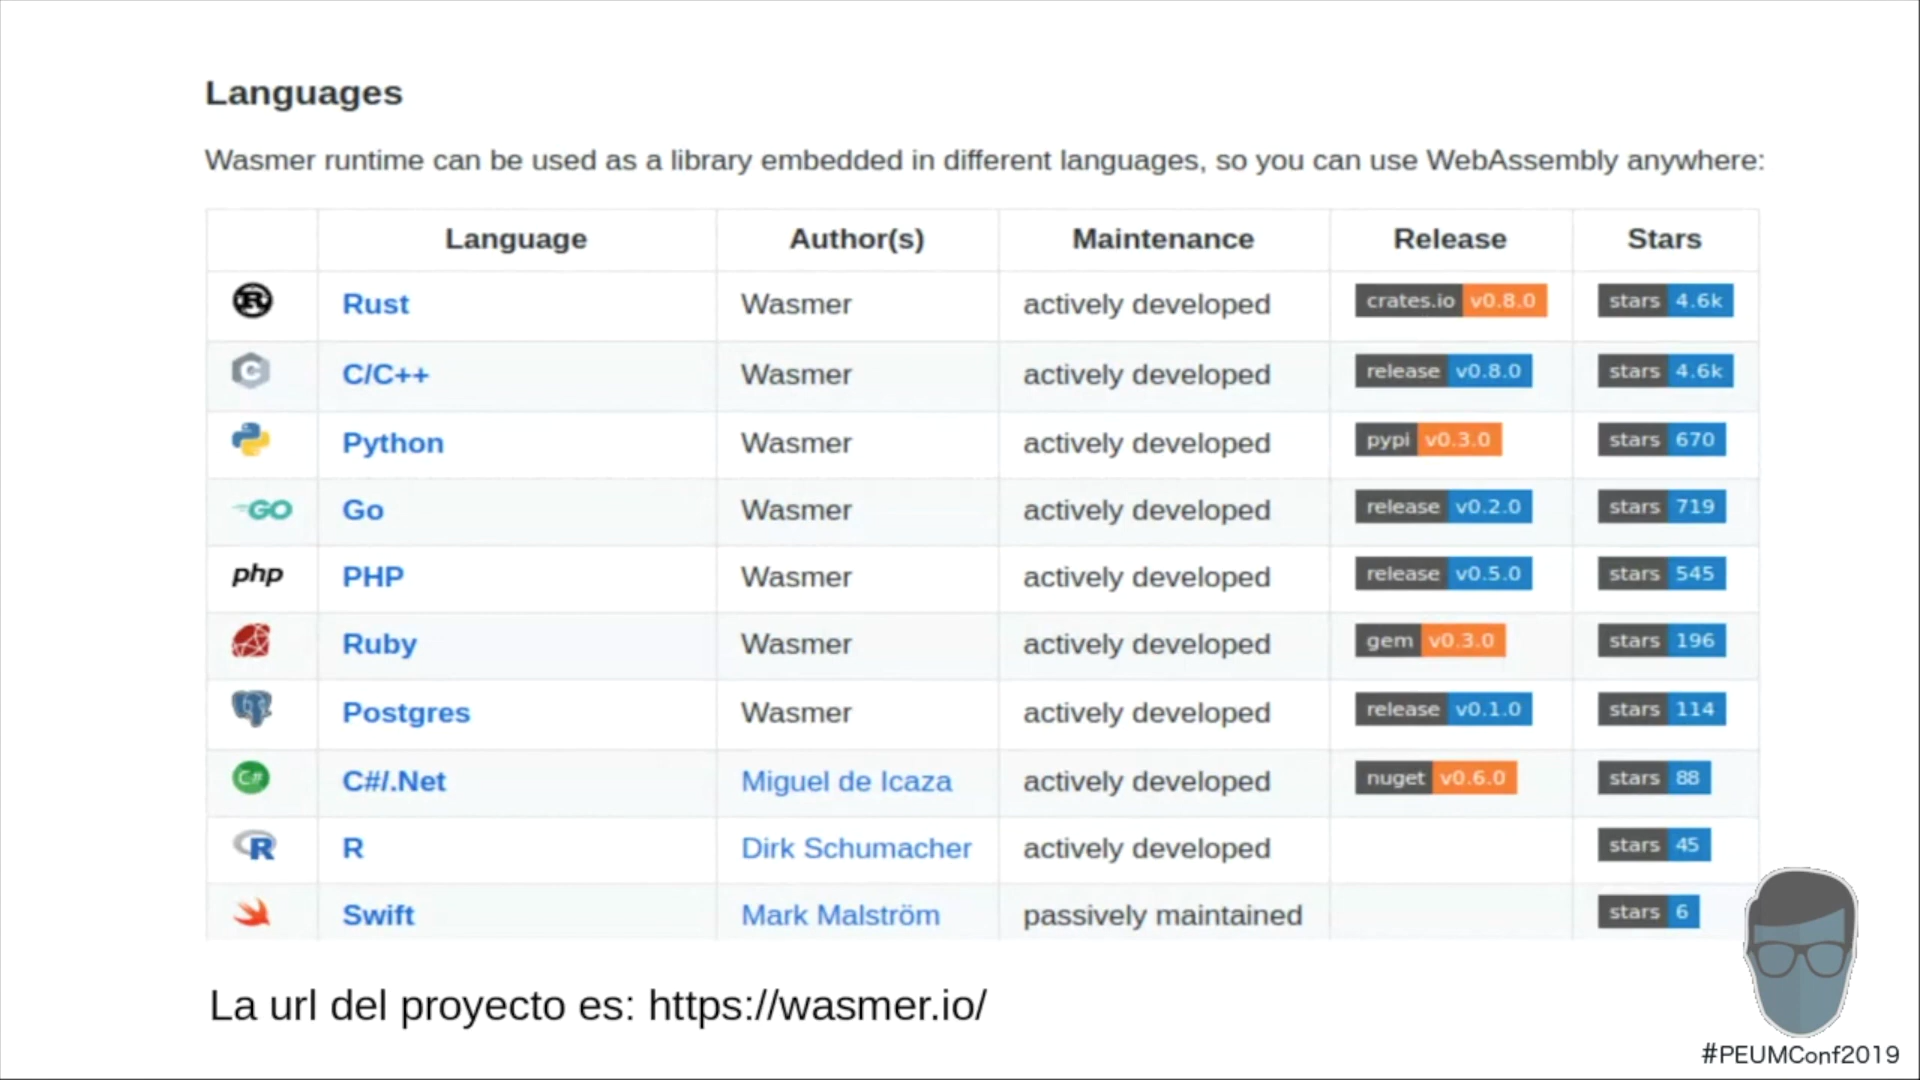 Languages
Wasmer runtime can be used as a library embedded in different languages, so you can use WebAssembly anywhere:
Language Author(s) Maintenance Release Stars
R Rust Wasmer actively developed crates.io v0.8.0 stars 4.6k
C C/C++ Wasmer actively developed release v0.8.0 stars 4.6k
Python Wasmer actively developed pypi v0.3.0 stars 670
GO Go Wasmer actively developed release v0.2.0 stars 719
php PHP Wasmer actively developed release v0.5.0 stars 545
Ruby Wasmer actively developed gem v0.3.0 stars 196
Postgres Wasmer actively developed release v0.1.0 stars 114
C# C#/.Net Miguel de Icaza actively developed nuget v0.6.0 stars 88
R R Dirk Schumacher actively developed stars 45
Swift Mark Malström passively maintained stars 6
La url del proyecto es: https://wasmer.io/
#PEUMConf2019